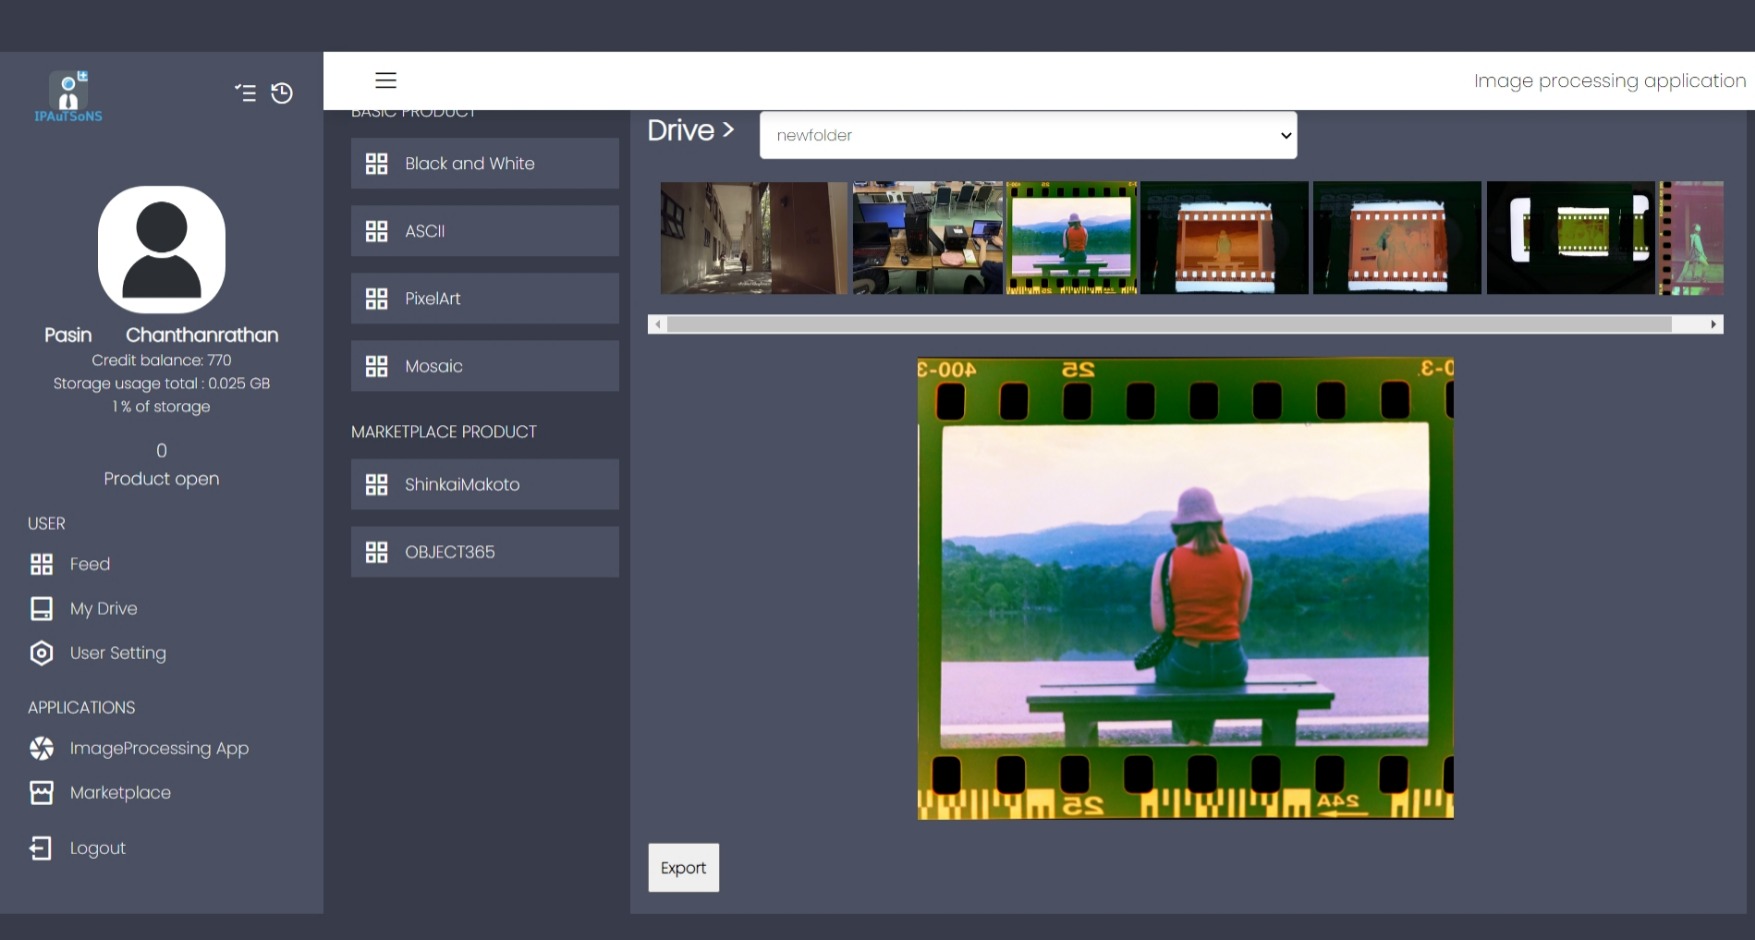 IPAuTSoNS
Pasin Chanthanrathan
Credit balance: 770
Storage usage total : 0.025 GB
1 % of storage
0
Product open
USER
Feed
My Drive
User Setting
APPLICATIONS
ImageProcessing App
Marketplace
Logout
Image processing application
BASIC PRODUCT
Black and White
ASCII
PixelArt
Mosaic
MARKETPLACE PRODUCT
ShinkaiMakoto
OBJECT365
Drive >
newfolder
25
24A
Export